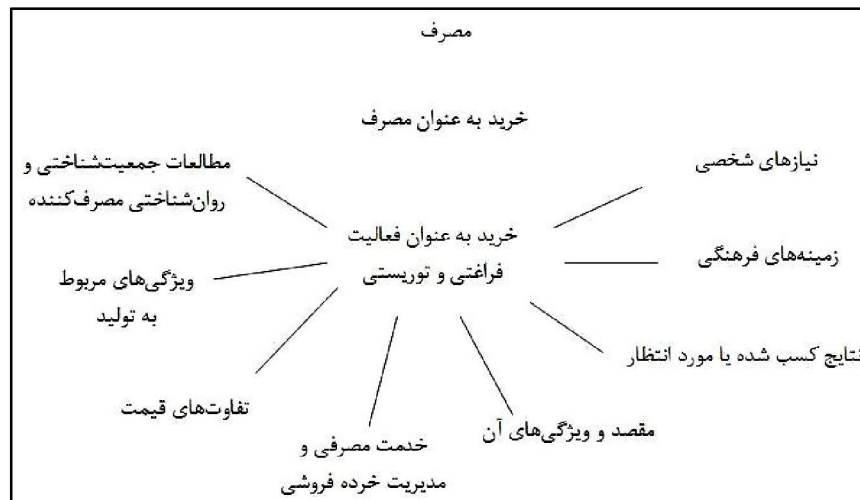 مصرف
خرید به عنوان مصرف
نیازهای شخصی
مطالعات جمعیت‌شناختی و
روان‌شناختی مصرف‌کننده
خرید به عنوان فعالیت
فراغتی و توریستی
زمینه‌های فرهنگی
ویژگی‌های مربوط
به تولید
نتایج کسب شده یا مورد انتظار
تفاوت‌های قیمت
مقصد و ویژگی‌های آن
خدمت مصرفی و
مدیریت خرده فروشی